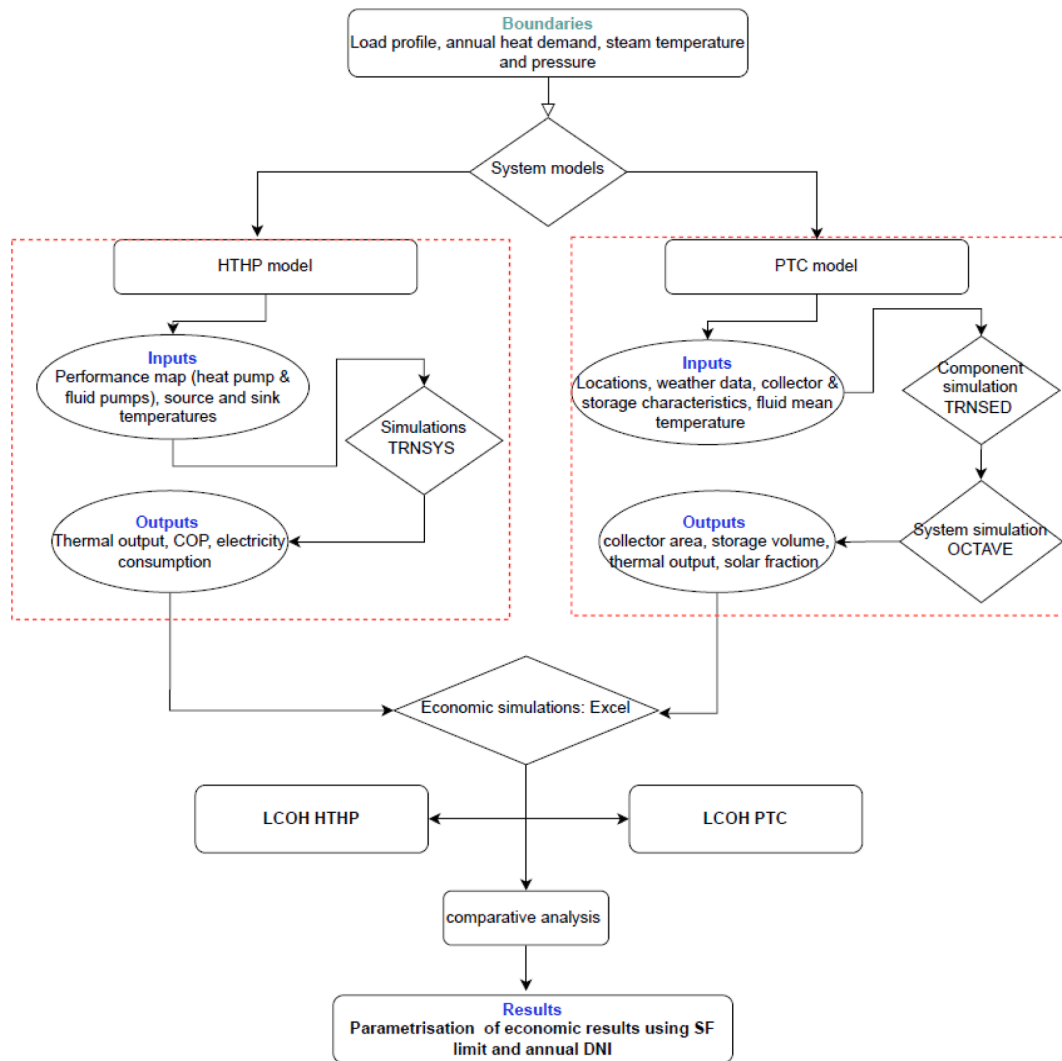 Boundaries
Load profile, annual heat demand, steam temperature
and pressure
System models
HTHP model
Inputs
Performance map (heat pump &
fluid pumps), source and sink
temperatures
Simulations
TRNSYS
Outputs
Thermal output, COP, electricity
consumption
PTC model
Inputs
Locations, weather data, collector &
storage characteristics, fluid mean
temperature
Component
simulation
TRNSED
System simulation
OCTAVE
Outputs
collector area, storage volume,
thermal output, solar fraction
Economic simulations: Excel
LCOH HTHP
LCOH PTC
comparative analysis
Results
Parametrisation of economic results using SF
limit and annual DNI